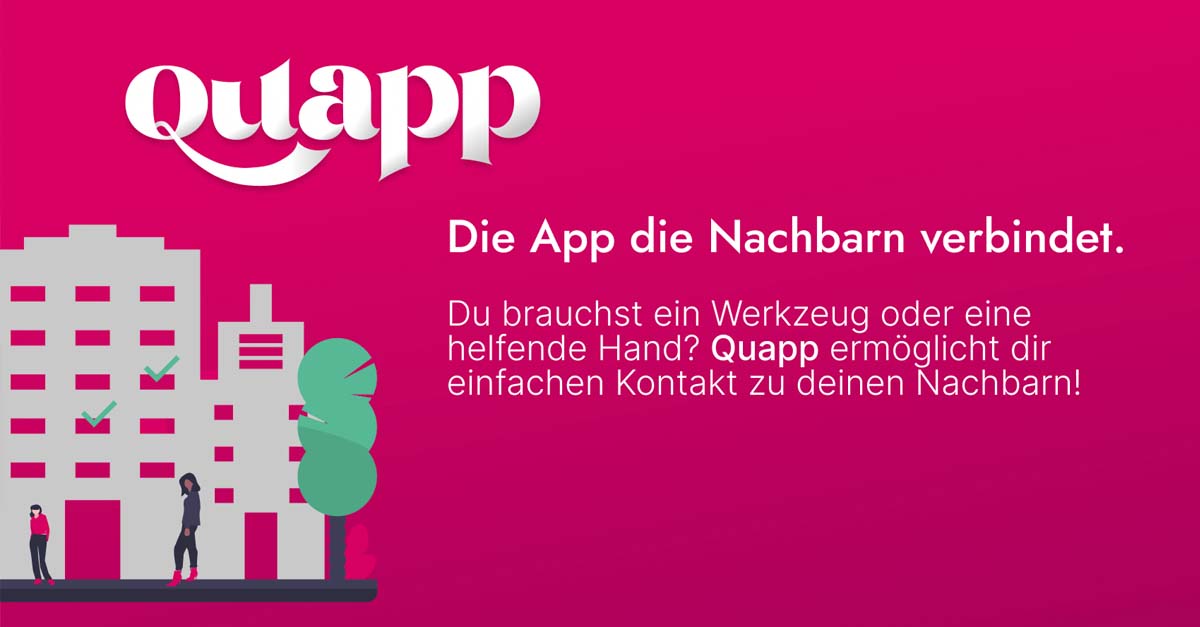 Quapp
Die App die Nachbarn verbindet.
Du brauchst ein Werkzeug oder eine
helfende Hand? Quapp ermöglicht dir
einfachen Kontakt zu deinen Nachbarn!